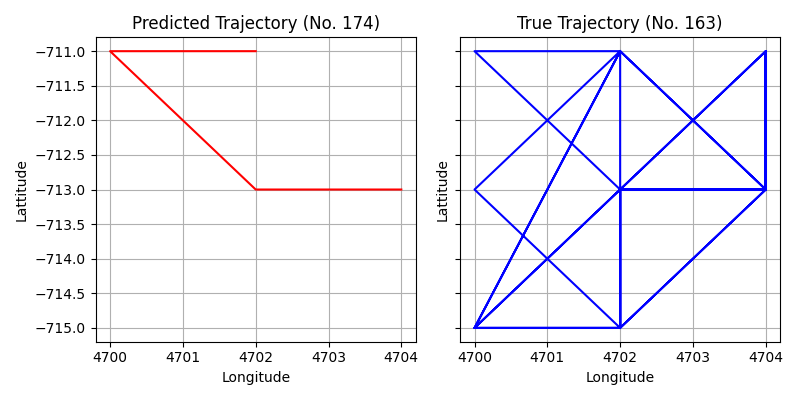 Predicted Trajectory (No. 174)
−711.0
−711.5
−712.0
−712.5
−713.0
−713.5
−714.0
−714.5
−715.0
Lattitude
4700 4701 4702 4703 4704
Longitude
True Trajectory (No. 163)
Lattitude
4700 4701 4702 4703 4704
Longitude